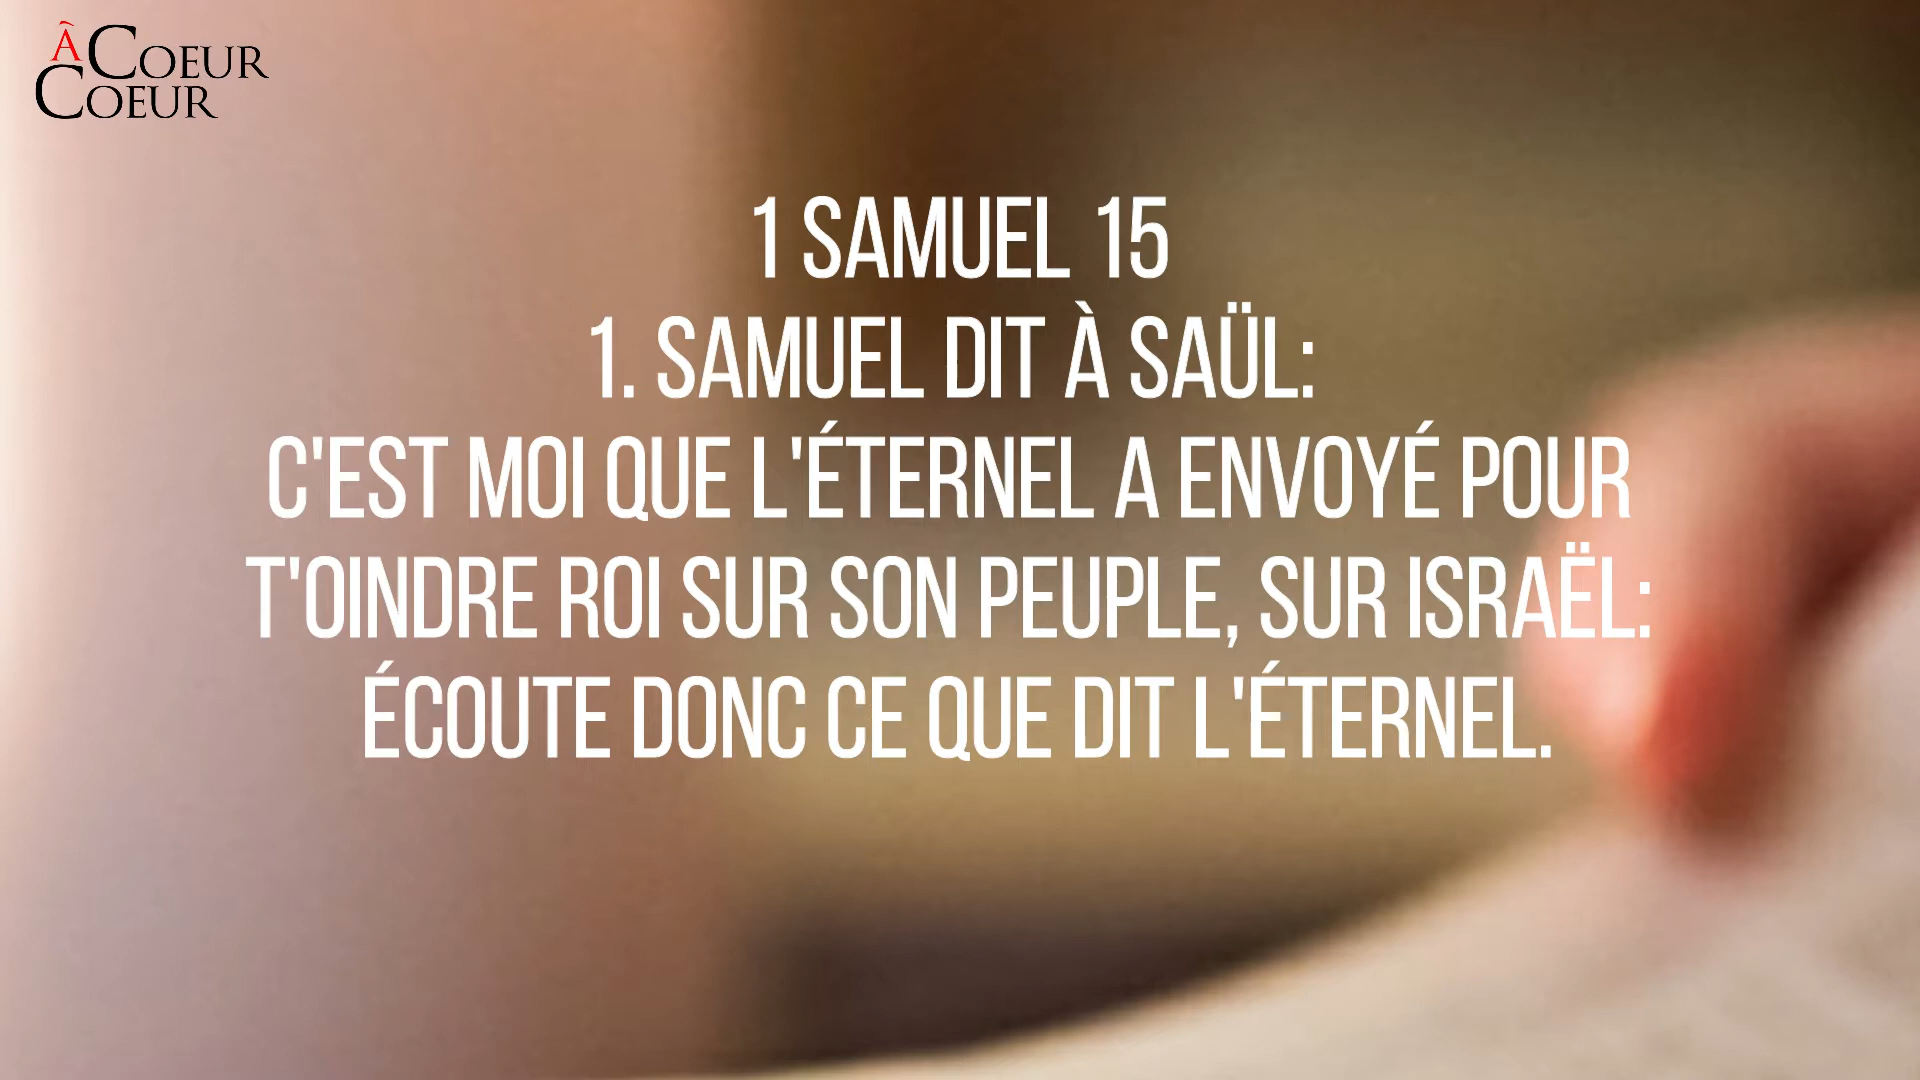 À COEUR
COEUR
1 SAMUEL 15
1. SAMUEL DIT À SAÜL:
C'EST MOI QUE L'ÉTERNEL A ENVOYÉ POUR
T'OINDRE ROI SUR SON PEUPLE, SUR ISRAËL:
ÉCOUTE DONC CE QUE DIT L'ÉTERNEL.